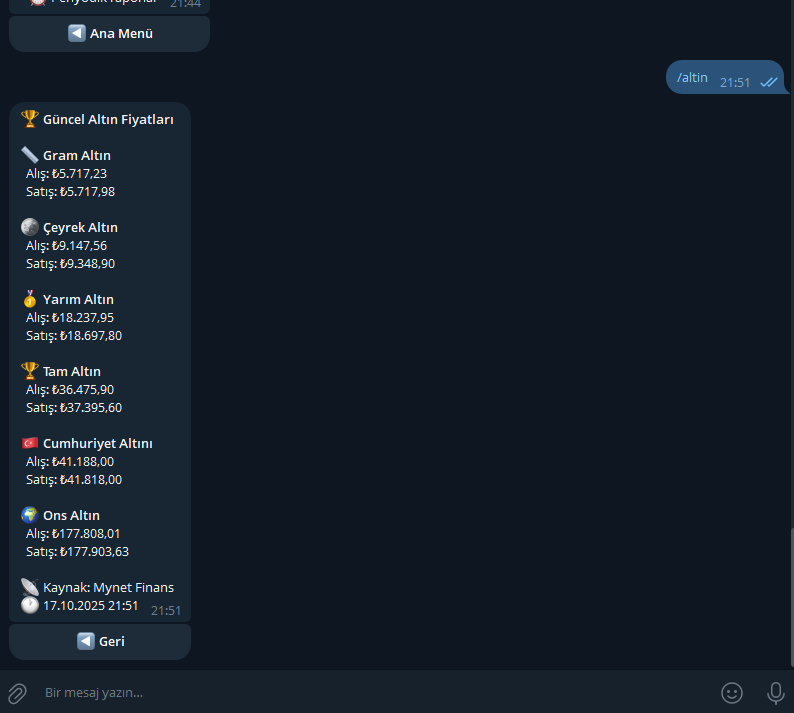 21:44
Ana Menü
/altin 21:51
Güncel Altın Fiyatları
Gram Altın
Alış: ₺5.717,23
Satış: ₺5.717,98
Çeyrek Altın
Alış: ₺9.147,56
Satış: ₺9.348,90
Yarım Altın
Alış: ₺18.237,95
Satış: ₺18.697,80
Tam Altın
Alış: ₺36.475,90
Satış: ₺37.395,60
Cumhuriyet Altını
Alış: ₺41.188,00
Satış: ₺41.818,00
Ons Altın
Alış: ₺177.808,01
Satış: ₺177.903,63
Kaynak: Mynet Finans
17.10.2025 21:51 21:51
Geri
Bir mesaj yazın...